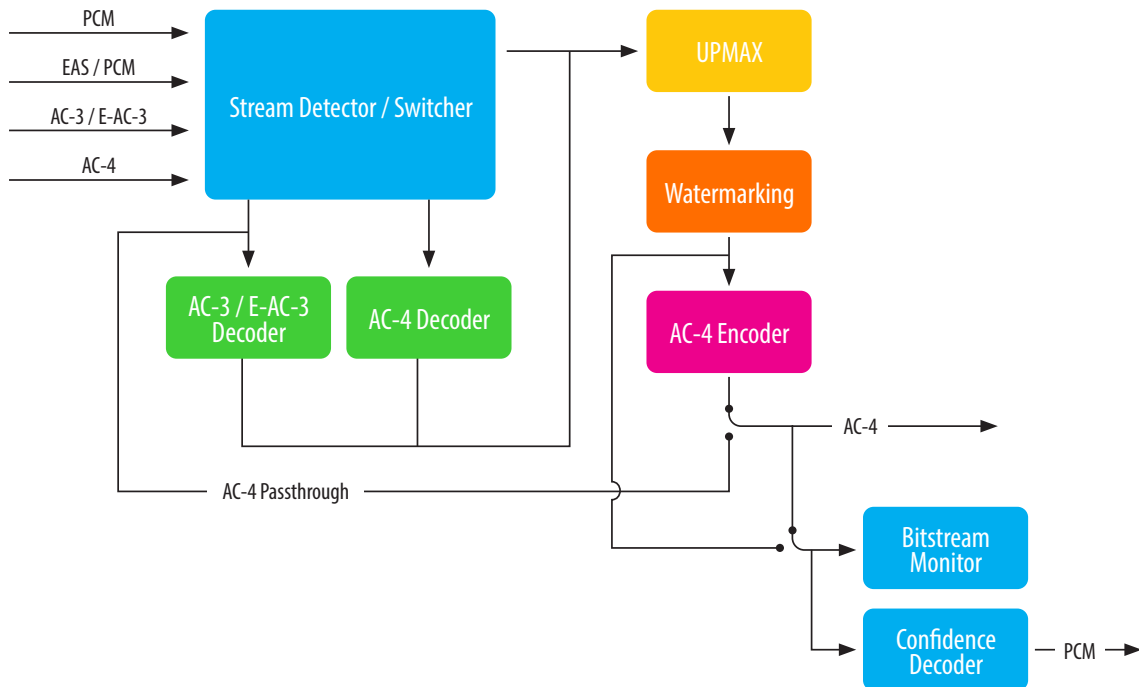 PCM
EAS / PCM
AC-3 / E-AC-3
AC-4
Stream Detector / Switcher
UPMAX
Watermarking
AC-3 / E-AC-3
Decoder
AC-4 Decoder
AC-4 Encoder
AC-4
AC-4 Passthrough
Bitstream
Monitor
Confidence
Decoder
PCM